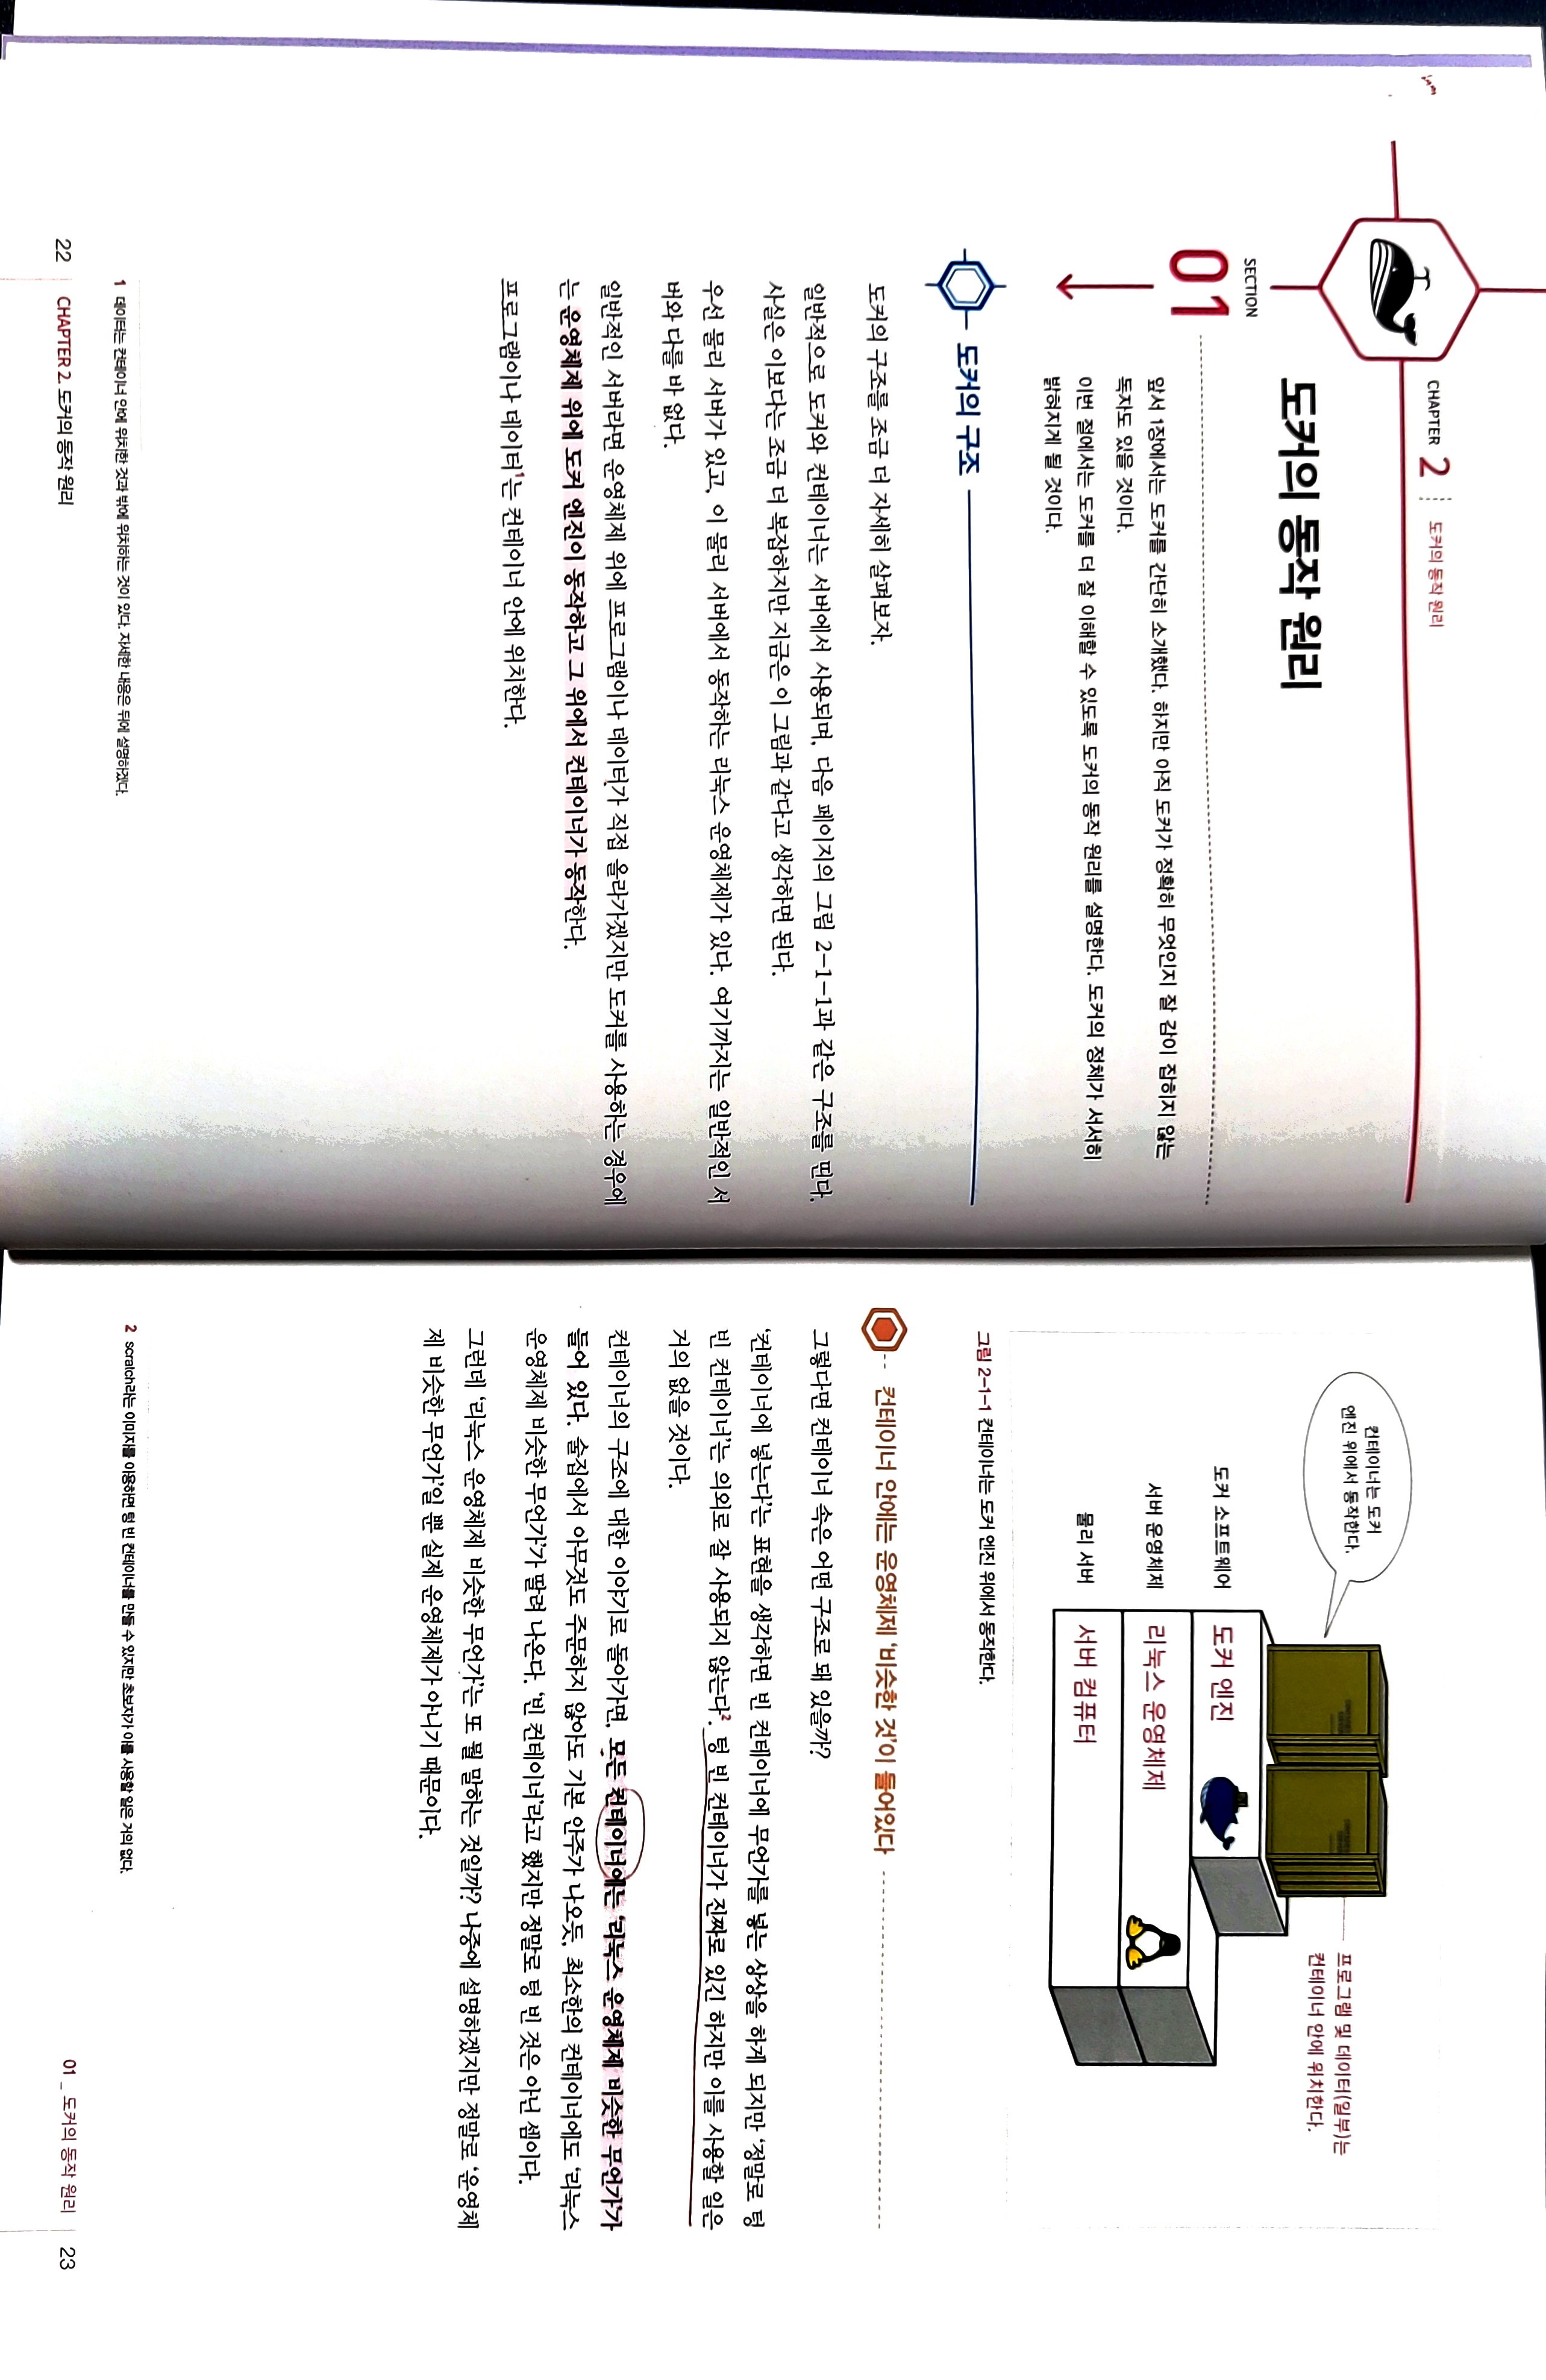 CHAPTER 2 도커의 동작 원리
도커의 동작 원리
SECTION
01
앞서 1장에서는 도커를 간단히 소개했다. 하지만 아직 도커가 정확히 무엇인지 잘 감이 잡히지 않는
독자도 있을 것이다.
이번 절에서는 도커를 더 잘 이해할 수 있도록 도커의 동작 원리를 설명한다. 도커의 정체가 서서히
밝혀지게 될 것이다.
도커의 구조
도커의 구조를 조금 더 자세히 살펴보자.
일반적으로 도커와 컨테이너는 서버에서 사용되며, 다음 페이지의 그림 2-1-1과 같은 구조를 띤다.
사실은 이보다는 조금 더 복잡하지만 지금은 이 그림과 같다고 생각하면 된다.
우선 물리 서버가 있고, 이 물리 서버에서 동작하는 리눅스 운영체제가 있다. 여기까지는 일반적인 서
버와 다를 바 없다.
일반적인 서버라면 운영체제 위에 프로그램이나 데이터가 직접 올라가겠지만 도커를 사용하는 경우에
는 운영체제 위에 도커 엔진이 동작하고 그 위에서 컨테이너가 동작한다.
프로그램이나 데이터1는 컨테이너 안에 위치한다.
1 데이터는 컨테이너 안에 위치한 것과 밖에 위치하는 것이 있다. 자세한 내용은 뒤에 설명하겠다.
22 CHAPTER 2. 도커의 동작 원리
컨테이너는 도커
엔진 위에서 동작한다.
프로그램 및 데이터(일부)는
컨테이너 안에 위치한다.
도커 소프트웨어 도커 엔진
서버 운영체제 리눅스 운영체제
물리 서버 서버 컴퓨터
그림 2-1-1 컨테이너는 도커 엔진 위에서 동작한다.
컨테이너 안에는 운영체제 '비슷한 것'이 들어있다
그렇다면 컨테이너 속은 어떤 구조로 돼 있을까?
'컨테이너에 넣는다'는 표현을 생각하면 빈 컨테이너에 무언가를 넣는 상상을 하게 되지만 '정말로 텅
빈 컨테이너'는 의외로 잘 사용되지 않는다2. 텅 빈 컨테이너가 진짜로 있긴 하지만 이를 사용할 일은
거의 없을 것이다.
컨테이너의 구조에 대한 이야기로 돌아가면, 모든 컨테이너에는 '리눅스 운영체제 비슷한 무언가'가
들어 있다. 술집에서 아무것도 주문하지 않아도 기본 안주가 나오듯, 최소한의 컨테이너에도 '리눅스
운영체제 비슷한 무언가'가 딸려 나온다. '빈 컨테이너'라고 했지만 정말로 텅 빈 것은 아닌 셈이다.
그런데 '리눅스 운영체제 비슷한 무언가'는 또 뭘 말하는 것일까? 나중에 설명하겠지만 정말로 '운영체
제 비슷한 무언가'일 뿐 실제 운영체제가 아니기 때문이다.
2 scratch라는 이미지를 이용하면 텅 빈 컨테이너를 만들 수 있지만 초보자가 이를 사용할 일은 거의 없다.
01 _ 도커의 동작 원리 23